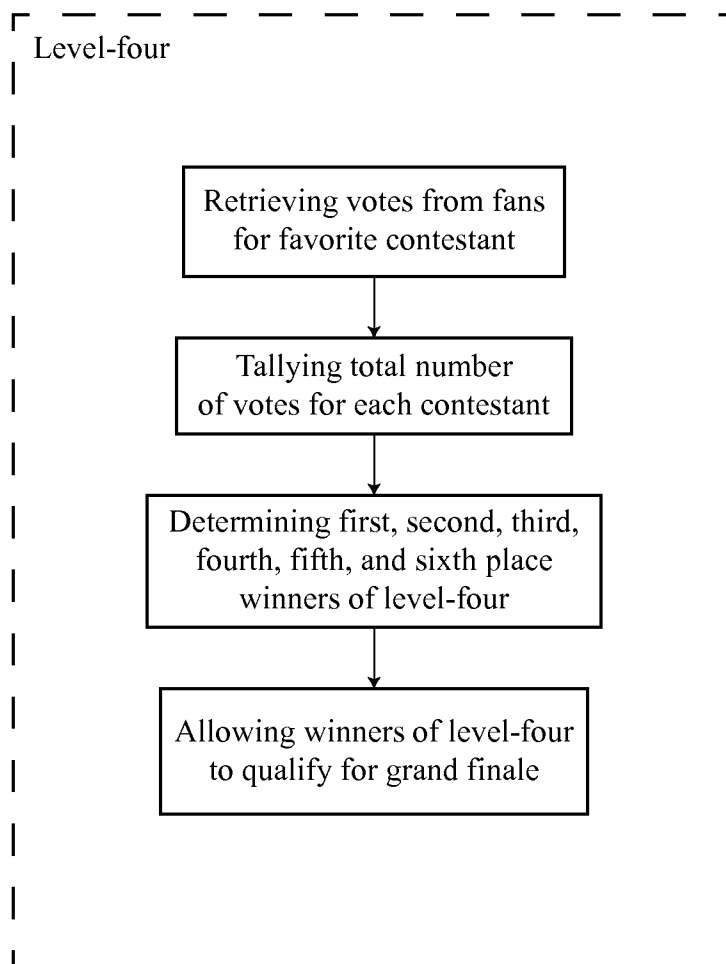 Level-four
Retrieving votes from fans
for favorite contestant
Tallying total number
of votes for each contestant
Determining first, second, third,
fourth, fifth, and sixth place
winners of level-four
Allowing winners of level-four
to qualify for grand finale